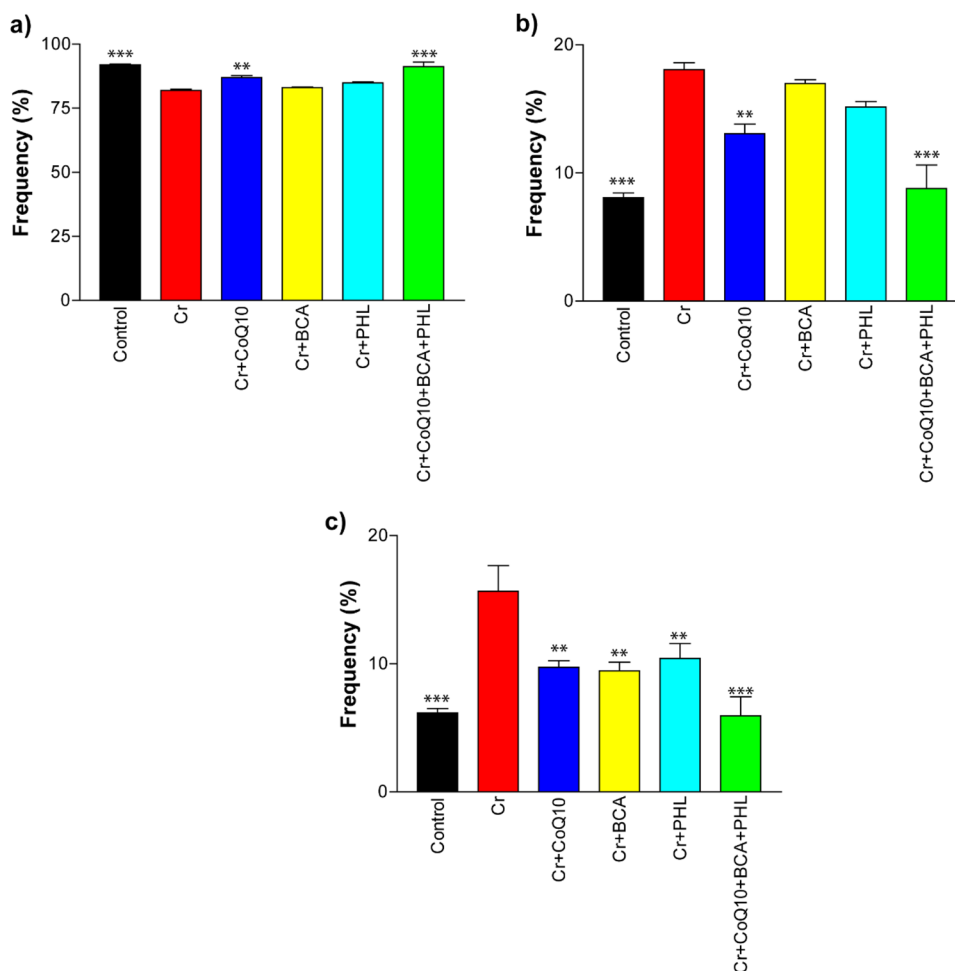 a)
Frequency (%)
100
75
50
25
0
***
**
***
Control
Cr
Cr+CoQ10
Cr+BCA
Cr+PHL
Cr+CoQ10+BCA+PHL
b)
Frequency (%)
20
10
0
***
**
***
Control
Cr
Cr+CoQ10
Cr+BCA
Cr+PHL
Cr+CoQ10+BCA+PHL
c)
Frequency (%)
20
10
0
***
**
**
**
***
Control
Cr
Cr+CoQ10
Cr+BCA
Cr+PHL
Cr+CoQ10+BCA+PHL